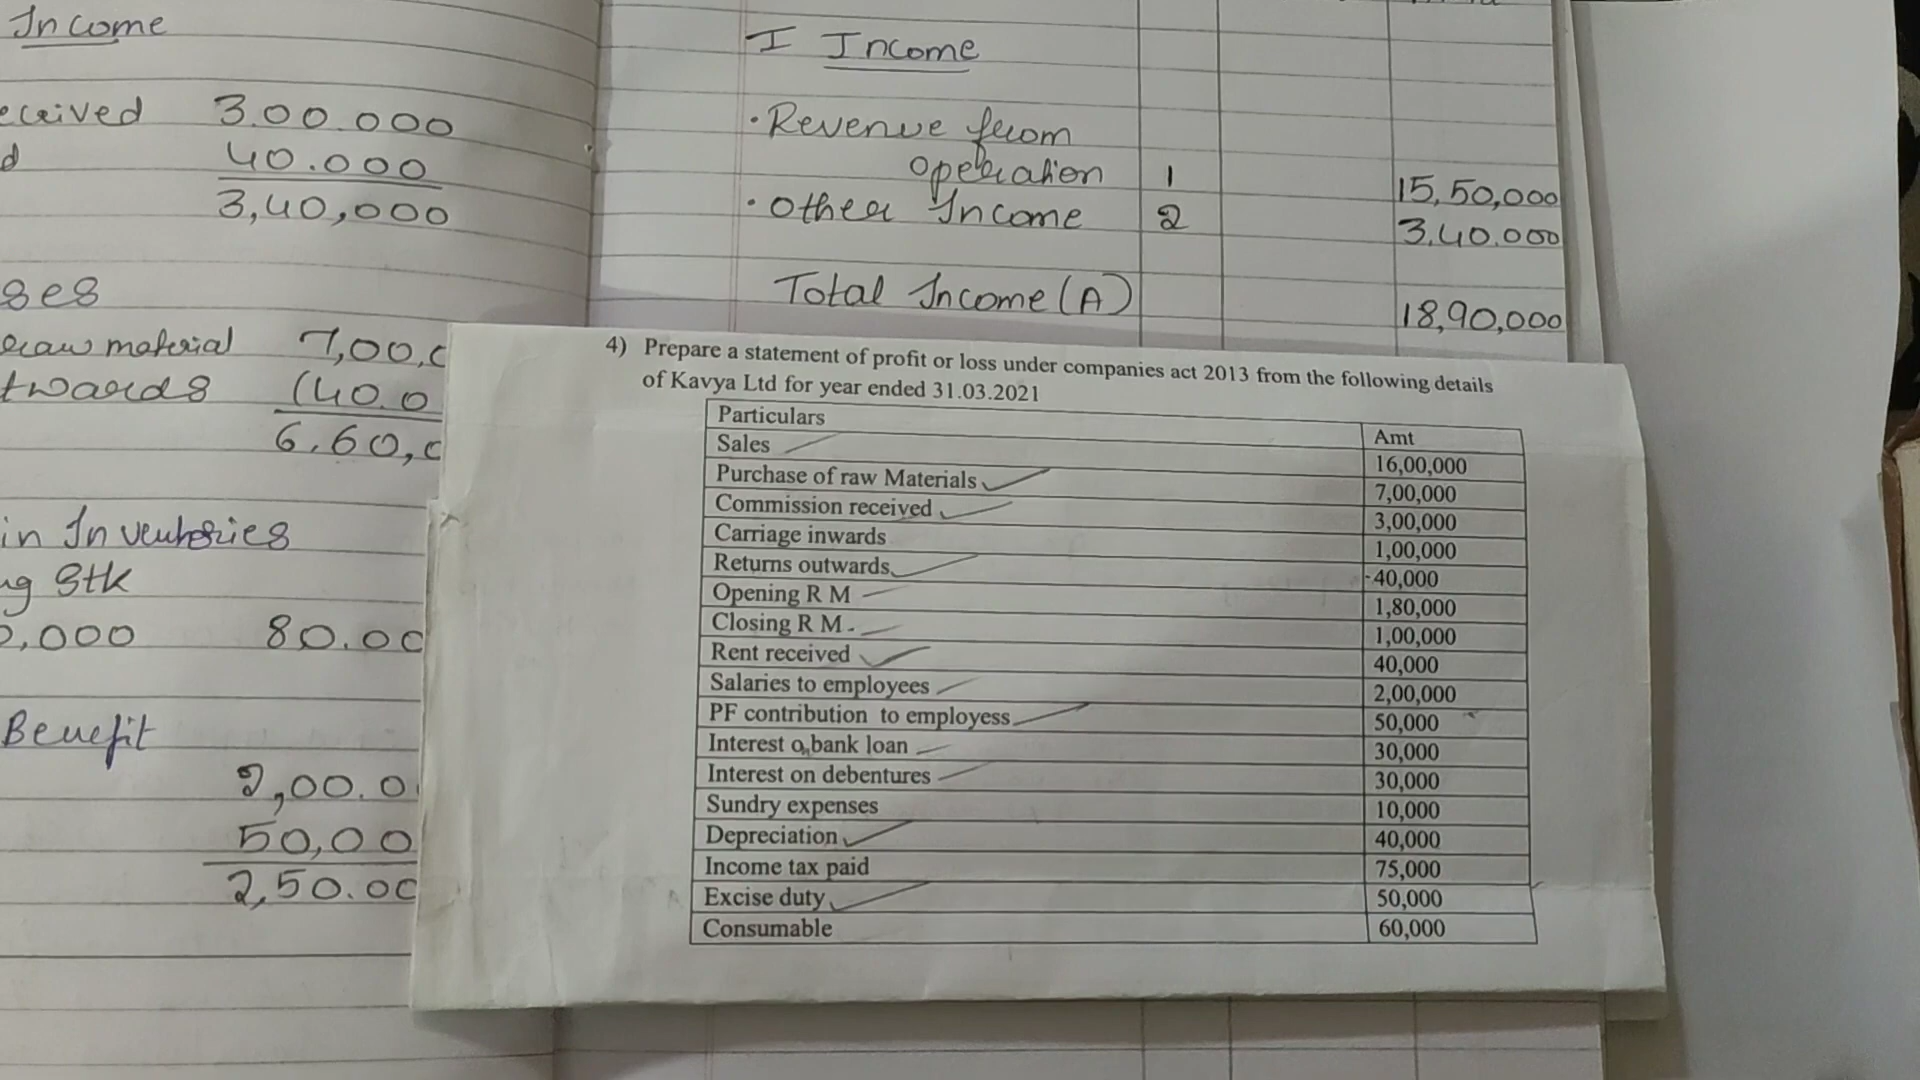 Income
eceived 3.00.000
d 40.000
3,40,000
ses
raw material 7,00,0
twards (40.0
6.60,0
in Inventories
ng Stk
0,000 80.00
Benefit
2,00.0
50,00
2,50.00
I Income
• Revenue from
operation 1 15,50,000
• Other Income 2 3.40.000
Total Income (A) 18,90,000
4) Prepare a statement of profit or loss under companies act 2013 from the following details
of Kavya Ltd for year ended 31.03.2021
Particulars Amt
Sales 16,00,000
Purchase of raw Materials 7,00,000
Commission received 3,00,000
Carriage inwards 1,00,000
Returns outwards 40,000
Opening R M 1,80,000
Closing R M 1,00,000
Rent received 40,000
Salaries to employees 2,00,000
PF contribution to employess 50,000
Interest on bank loan 30,000
Interest on debentures 30,000
Sundry expenses 10,000
Depreciation 40,000
Income tax paid 75,000
Excise duty 50,000
Consumable 60,000